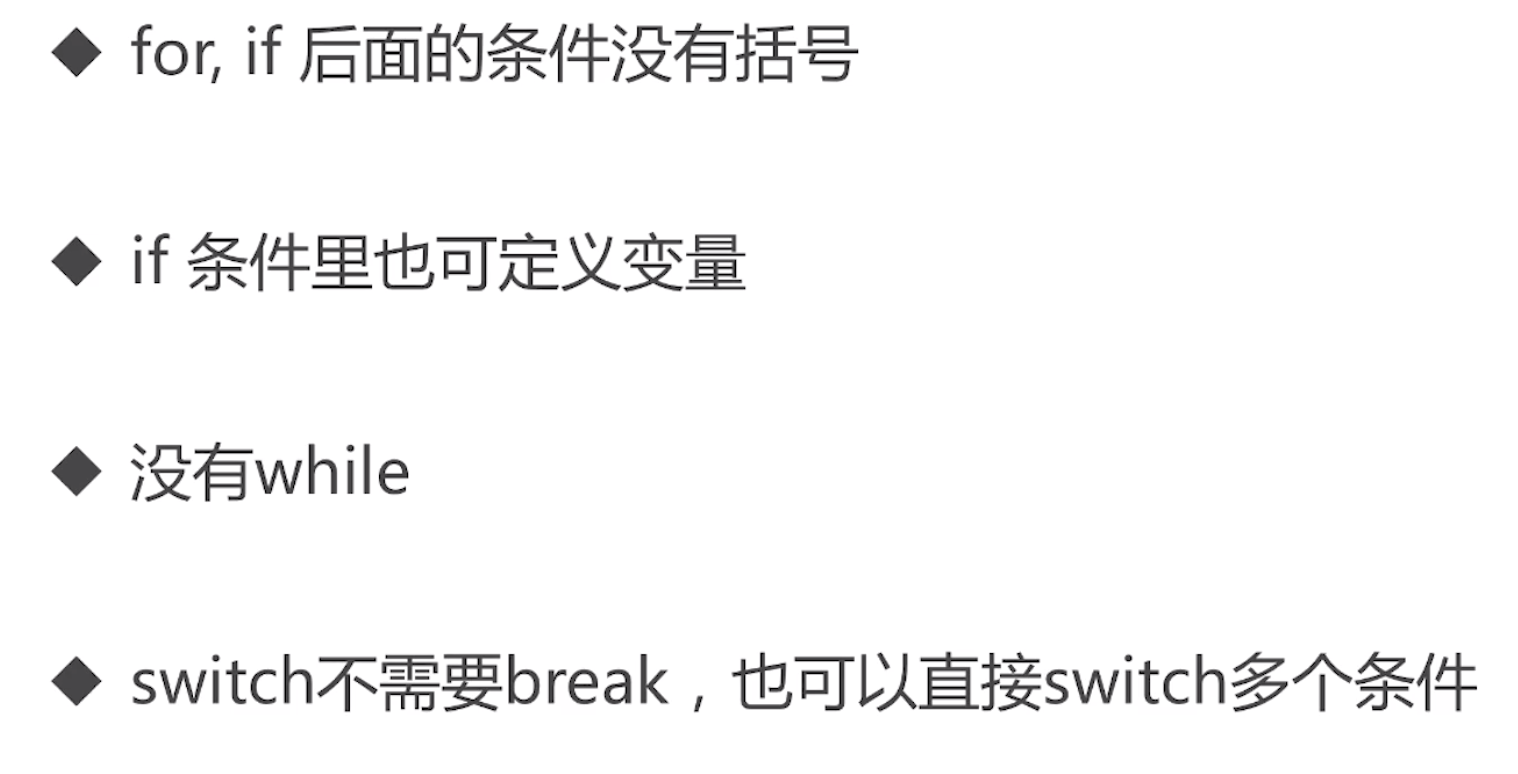 ◆ for, if 后面的条件没有括号
◆ if 条件里也可定义变量
◆ 没有while
◆ switch不需要break，也可以直接switch多个条件